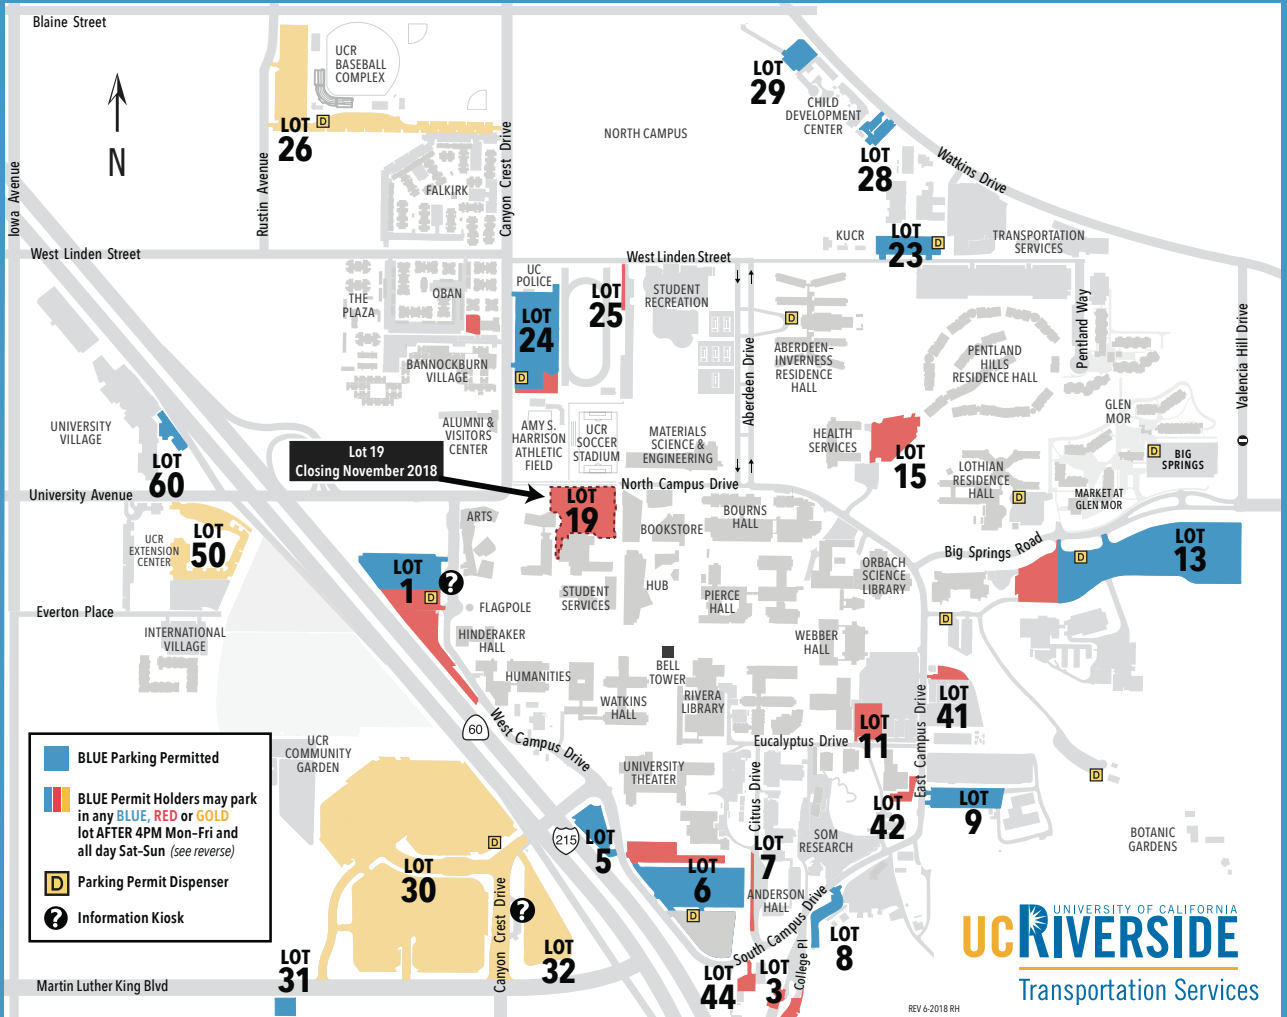 Blaine Street
UCR
BASEBALL
COMPLEX
LOT
29
CHILD
DEVELOPMENT
CENTER
D
LOT
26
NORTH CAMPUS
LOT
28
Watkins Drive
N
Iowa Avenue
Rustin Avenue
Canyon Crest Drive
FALKIRK
KUCR
LOT
23
D
TRANSPORTATION
SERVICES
West Linden Street
West Linden Street
UC
POLICE
THE
PLAZA
OBAN
LOT
24
D
LOT
25
STUDENT
RECREATION
Aberdeen Drive
D
ABERDEEN–
INVERNESS
RESIDENCE
HALL
PENTLAND
HILLS
RESIDENCE HALL
Pentland Way
Valencia Hill Drive
BANNOCKBURN
VILLAGE
GLEN
MOR
UNIVERSITY
VILLAGE
ALUMNI &
VISITORS
CENTER
AMY S.
HARRISON
ATHLETIC
FIELD
UCR
SOCCER
STADIUM
MATERIALS
SCIENCE &
ENGINEERING
HEALTH
SERVICES
LOT
15
D
BIG
SPRINGS
LOT
60
Lot 19
Closing November 2018
LOTHIAN
RESIDENCE
HALL
D
MARKET AT
GLEN MOR
University Avenue
North Campus Drive
LOT
19
ARTS
BOOKSTORE
BOURNS
HALL
UCR
EXTENSION
CENTER
LOT
50
Big Springs Road
D
LOT
13
LOT
1
D
?
ORBACH
SCIENCE
LIBRARY
HUB
STUDENT
SERVICES
PIERCE
HALL
FLAGPOLE
Everton Place
D
INTERNATIONAL
VILLAGE
HINDERAKER
HALL
WEBBER
HALL
HUMANITIES
BELL
TOWER
WATKINS
HALL
RIVERA
LIBRARY
LOT
41
60
West Campus Drive
LOT
11
East Campus Drive
Eucalyptus Drive
UCR
COMMUNITY
GARDEN
UNIVERSITY
THEATER
Citrus Drive
D
BLUE Parking Permitted
BLUE Permit Holders may park
in any BLUE, RED or GOLD
lot AFTER 4PM Mon–Fri and
all day Sat–Sun (see reverse)
D
Parking Permit Dispenser
?
Information Kiosk
LOT
42
LOT
9
D
215
LOT
5
SOM
RESEARCH
BOTANIC
GARDENS
LOT
30
LOT
6
D
LOT
7
ANDERSON
HALL
Canyon Crest Drive
?
LOT
32
LOT
8
South Campus Drive
College Pl
LOT
31
LOT
44
LOT
3
Martin Luther King Blvd
UNIVERSITY OF CALIFORNIA
UCRIVERSIDE
Transportation Services
REV 6-2018 RH